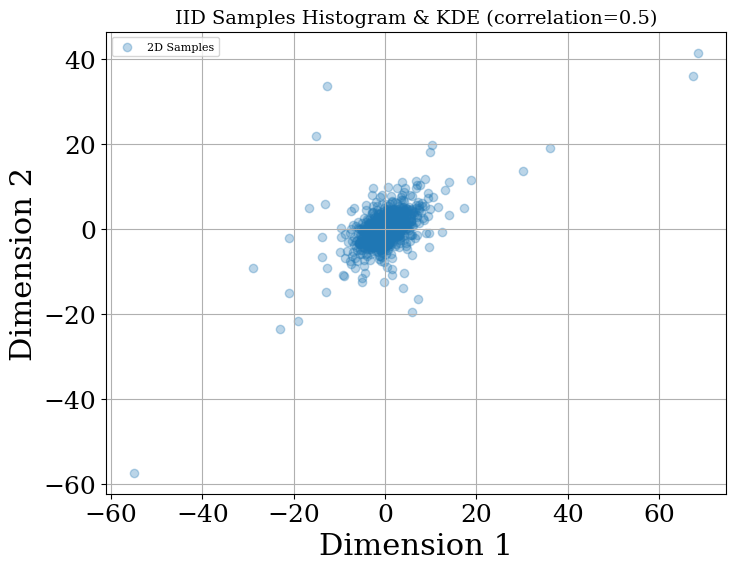 IID Samples Histogram & KDE (correlation=0.5)
2D Samples
40
20
0
−20
−40
−60
Dimension 2
−60 −40 −20 0 20 40 60
Dimension 1